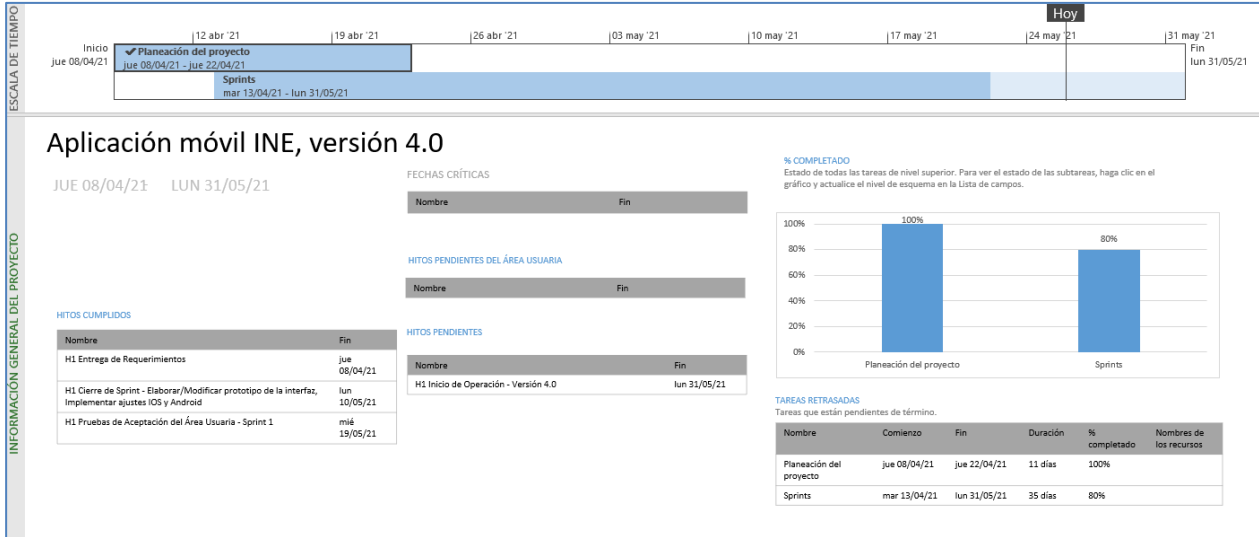 ESCALA DE TIEMPO
Hoy
12 abr '21
19 abr '21
26 abr '21
03 may '21
10 may '21
17 may '21
24 may '21
31 may '21
Inicio
jue 08/04/21
Planeación del proyecto
jue 08/04/21 - jue 22/04/21
Sprints
mar 13/04/21 - lun 31/05/21
Fin
lun 31/05/21
INFORMACIÓN GENERAL DEL PROYECTO
Aplicación móvil INE, versión 4.0
JUE 08/04/21- LUN 31/05/21
HITOS CUMPLIDOS
Nombre Fin
H1 Entrega de Requerimientos jue
08/04/21
H1 Cierre de Sprint - Elaborar/Modificar prototipo de la interfaz, lun
Implementar ajustes iOS y Android 10/05/21
H1 Pruebas de Aceptación del Área Usuaria - Sprint 1 mié
19/05/21
FECHAS CRÍTICAS
Nombre Fin
HITOS PENDIENTES DEL ÁREA USUARIA
Nombre Fin
HITOS PENDIENTES
Nombre Fin
H1 Inicio de Operación - Versión 4.0 lun 31/05/21
% COMPLETADO
Estado de todas las tareas de nivel superior. Para ver el estado de las subtareas, haga clic en el
gráfico y actualice el nivel de esquema en la Lista de campos.
100%
80%
60%
40%
20%
0%
100%
80%
Planeación del proyecto
Sprints
TAREAS RETRASADAS
Tareas que están pendientes de término.
Nombre Comienzo Fin Duración % Nombres de
completado los recursos
Planeación del jue 08/04/21 jue 22/04/21 11 días 100%
proyecto
Sprints mar 13/04/21 lun 31/05/21 35 días 80%